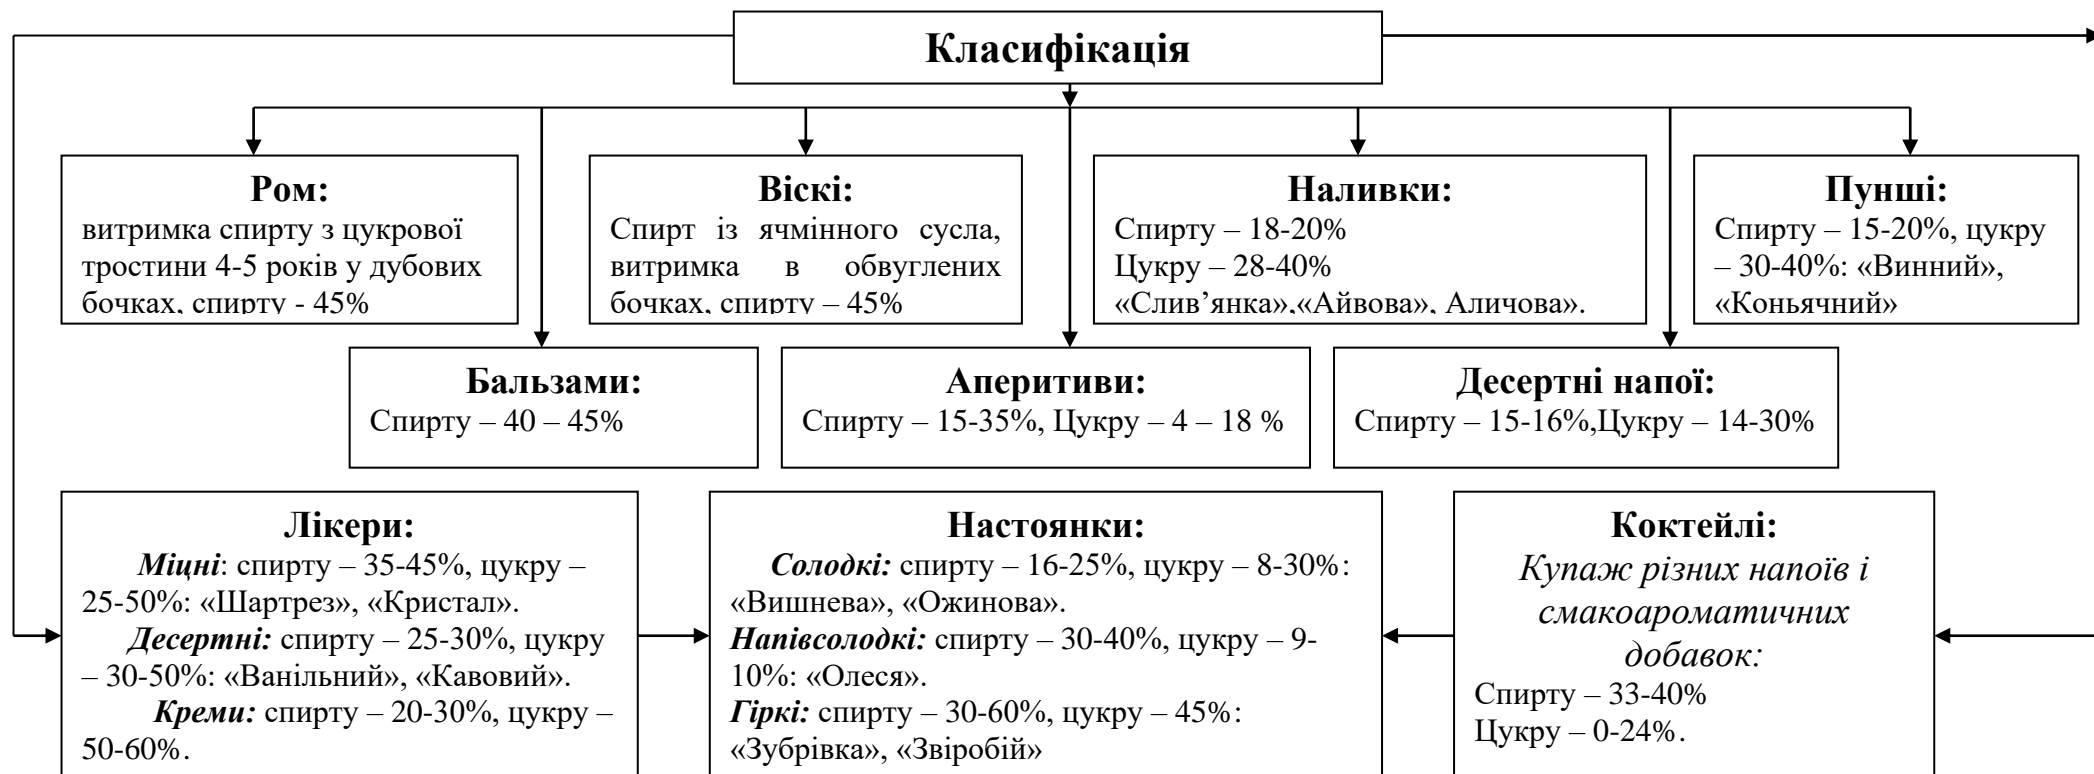 Класифікація
Ром:
витримка спирту з цукрової
тростини 4-5 років у дубових
бочках, спирту - 45%
Віскі:
Спирт із ячмінного сусла,
витримка в обвуглених
бочках, спирту – 45%
Наливки:
Спирту – 18-20%
Цукру – 28-40%
«Слив’янка»,«Айвова», Аличова».
Пунші:
Спирту – 15-20%, цукру
– 30-40%: «Винний»,
«Коньячний»
Бальзами:
Спирту – 40 – 45%
Аперитиви:
Спирту – 15-35%, Цукру – 4 – 18 %
Десертні напої:
Спирту – 15-16%,Цукру – 14-30%
Лікери:
Міцні: спирту – 35-45%, цукру –
25-50%: «Шартрез», «Кристал».
Десертні: спирту – 25-30%, цукру
– 30-50%: «Ванільний», «Кавовий».
Креми: спирту – 20-30%, цукру –
50-60%.
Настоянки:
Солодкі: спирту – 16-25%, цукру – 8-30%:
«Вишнева», «Ожинова».
Напівсолодкі: спирту – 30-40%, цукру – 9-
10%: «Олеся».
Гіркі: спирту – 30-60%, цукру – 45%:
«Зубрівка», «Звіробій»
Коктейлі:
Купаж різних напоїв і
смакоароматичних
добавок:
Спирту – 33-40%
Цукру – 0-24%.